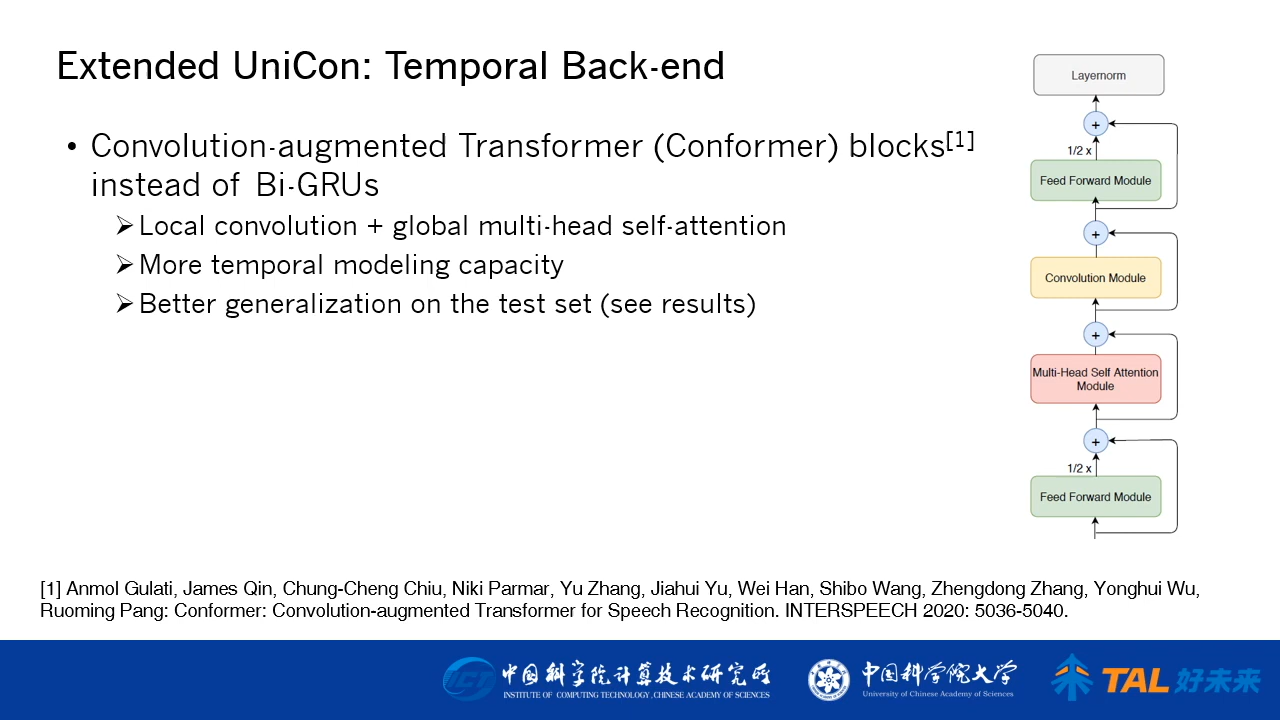 Extended UniCon: Temporal Back-end
• Convolution-augmented Transformer (Conformer) blocks[1]
instead of Bi-GRUs
➢Local convolution + global multi-head self-attention
➢More temporal modeling capacity
➢Better generalization on the test set (see results)
Layernorm
+
1/2 x
Feed Forward Module
+
Convolution Module
+
Multi-Head Self Attention
Module
+
1/2 x
Feed Forward Module
[1] Anmol Gulati, James Qin, Chung-Cheng Chiu, Niki Parmar, Yu Zhang, Jiahui Yu, Wei Han, Shibo Wang, Zhengdong Zhang, Yonghui Wu,
Ruoming Pang: Conformer: Convolution-augmented Transformer for Speech Recognition. INTERSPEECH 2020: 5036-5040.
ICT
中国科学院计算技术研究所
INSTITUTE OF COMPUTING TECHNOLOGY, CHINESE ACADEMY OF SCIENCES
中国科学院大学
University of Chinese Academy of Sciences
TAL 好未来